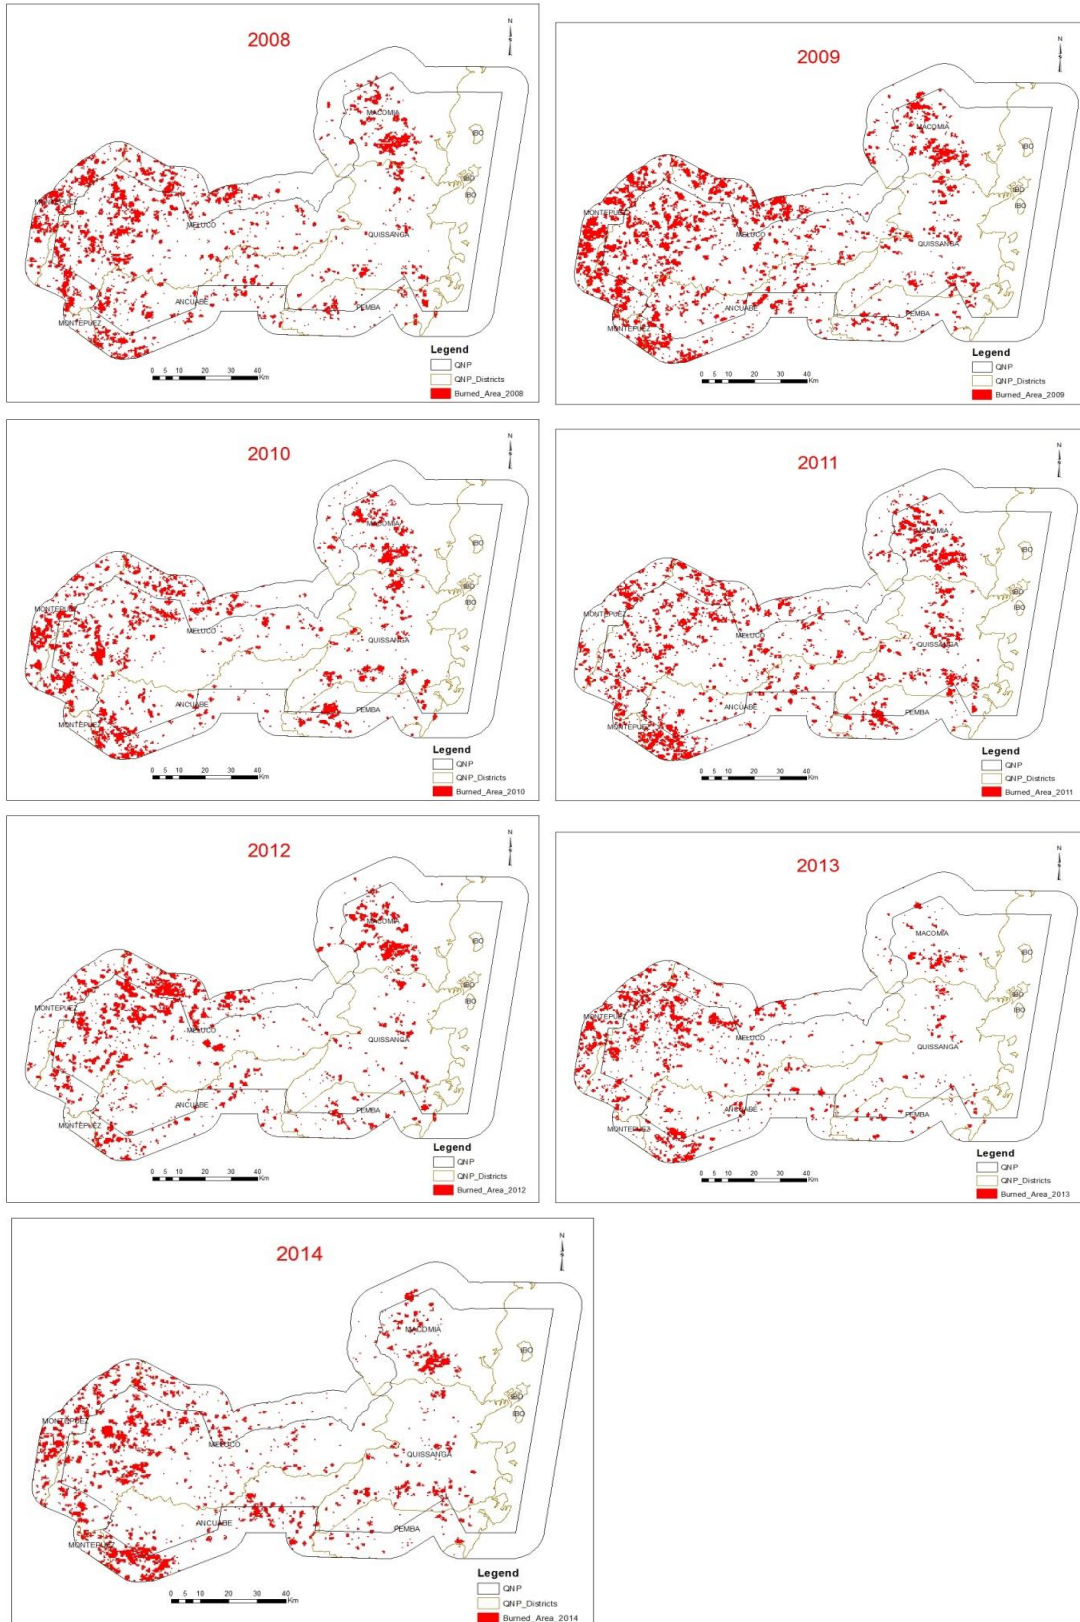 2008
N
MACOMIA
IBO
IBO
IBO
MONTEPUEZ
MELUCO
QUISSANGA
ANCUABE
PEMBA
MONTEPUEZ
0 5 10 20 30 40
Km
Legend
QNP
QNP_Districts
Burned_Area_2008
2009
N
MACOMIA
IBO
IBO
IBO
MONTEPUEZ
MELUCO
QUISSANGA
ANCUABE
PEMBA
MONTEPUEZ
0 5 10 20 30 40
Km
Legend
QNP
QNP_Districts
Burned_Area_2009
2010
N
MACOMIA
IBO
IBO
IBO
MONTEPUEZ
MELUCO
QUISSANGA
ANCUABE
PEMBA
MONTEPUEZ
0 5 10 20 30 40
Km
Legend
QNP
QNP_Districts
Burned_Area_2010
2011
N
MACOMIA
IBO
IBO
IBO
MONTEPUEZ
MELUCO
QUISSANGA
ANCUABE
PEMBA
MONTEPUEZ
0 5 10 20 30 40
Km
Legend
QNP
QNP_Districts
Burned_Area_2011
2012
N
MACOMIA
IBO
IBO
IBO
MONTEPUEZ
MELUCO
QUISSANGA
ANCUABE
PEMBA
MONTEPUEZ
0 5 10 20 30 40
Km
Legend
QNP
QNP_Districts
Burned_Area_2012
2013
N
MACOMIA
IBO
IBO
IBO
MONTEPUEZ
MELUCO
QUISSANGA
ANCUABE
PEMBA
MONTEPUEZ
0 5 10 20 30 40
Km
Legend
QNP
QNP_Districts
Burned_Area_2013
2014
N
MACOMIA
IBO
IBO
IBO
MONTEPUEZ
MELUCO
QUISSANGA
ANCUABE
PEMBA
MONTEPUEZ
0 5 10 20 30 40
Km
Legend
QNP
QNP_Districts
Burned_Area_2014